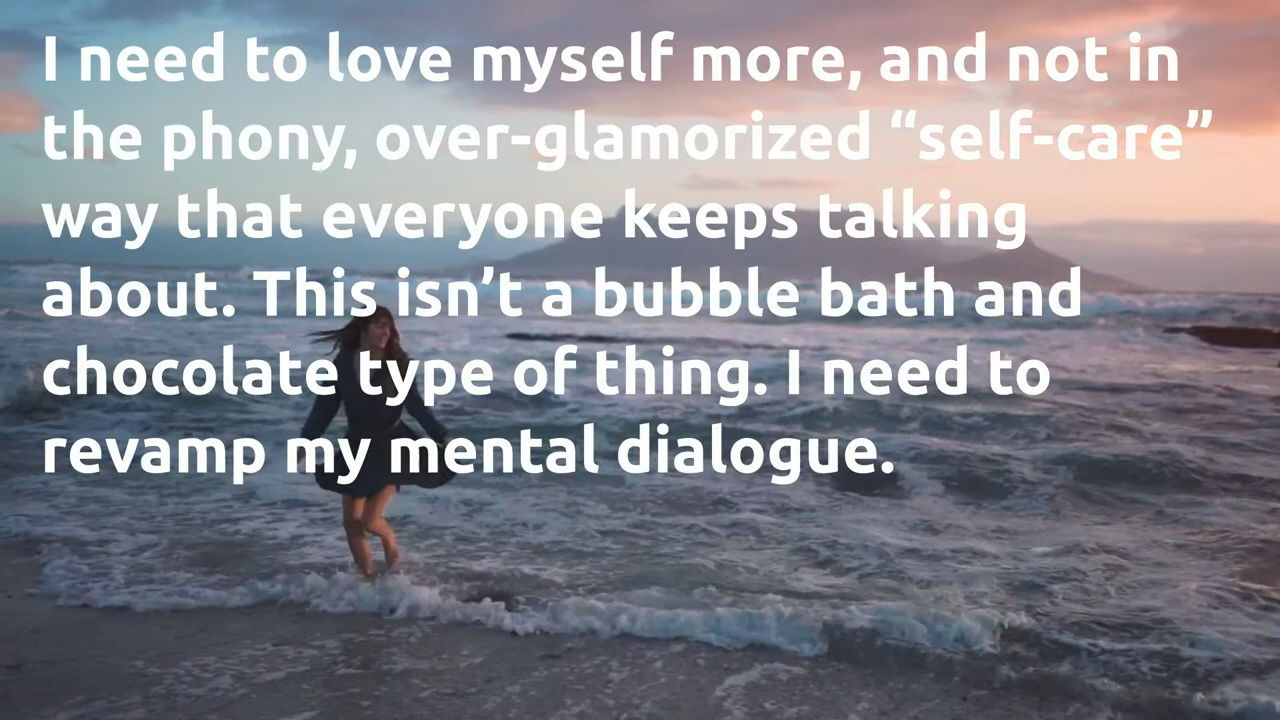 I need to love myself more, and not in
the phony, over-glamorized “self-care”
way that everyone keeps talking
about. This isn’t a bubble bath and
chocolate type of thing. I need to
revamp my mental dialogue.